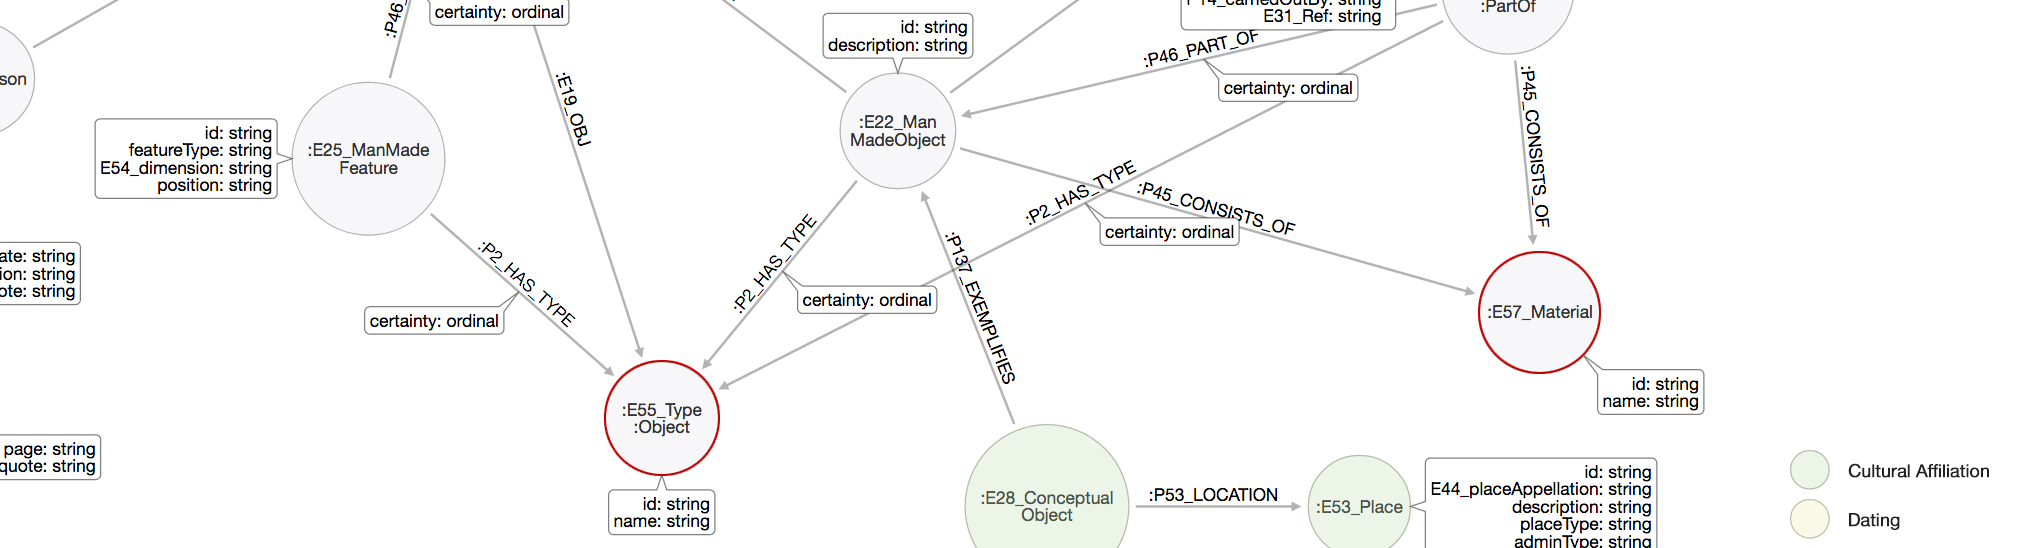 :P46_
certainty: ordinal
id: string
description: string
E31_Ref: string
:PartOf
son
:E19_OBJ
:P46_PART_OF
certainty: ordinal
:P45_CONSISTS_OF
id: string
featureType: string
E54_dimension: string
position: string
:E25_ManMade
Feature
:E22_Man
MadeObject
:P2_HAS_TYPE
:P45_CONSISTS_OF
certainty: ordinal
ate: string
ion: string
ote: string
:P2_HAS_TYPE
certainty: ordinal
:P2_HAS_TYPE
certainty: ordinal
:P137_EXEMPLIFIES
:E57_Material
id: string
name: string
:E55_Type
:Object
id: string
name: string
page: string
quote: string
:E28_Conceptual
Object
:P53_LOCATION
:E53_Place
id: string
E44_placeAppellation: string
description: string
placeType: string
adminType: string
Cultural Affiliation
Dating